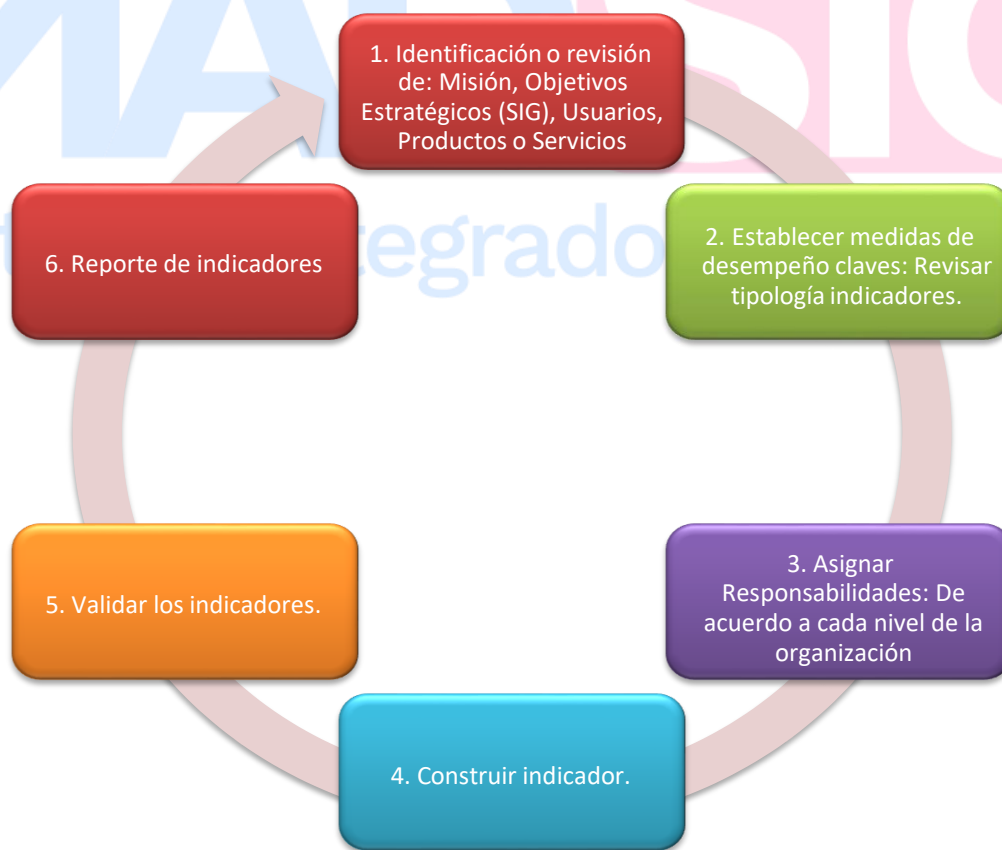 1. Identificación o revisión
de: Misión, Objetivos
Estratégicos (SIG), Usuarios,
Productos o Servicios
2. Establecer medidas de
desempeño claves: Revisar
tipología indicadores.
3. Asignar
Responsabilidades: De
acuerdo a cada nivel de la
organización
4. Construir indicador.
5. Validar los indicadores.
6. Reporte de indicadores